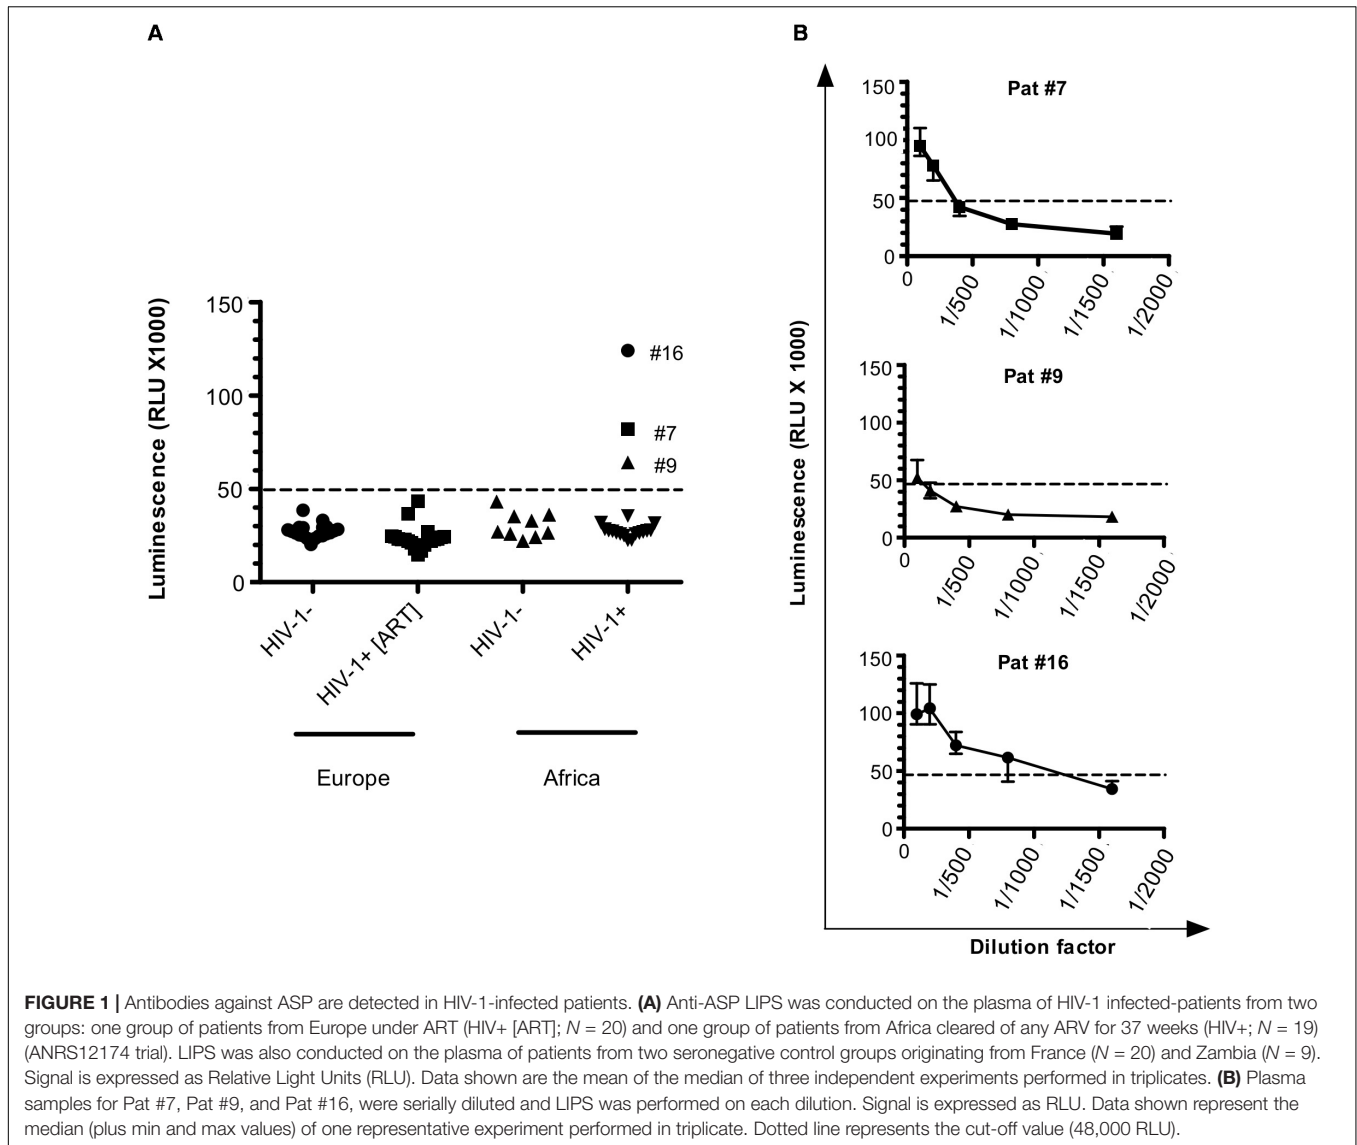 A
B
Luminescence (RLU X1000)
150
100
50
0
#16
#7
#9
HIV-1-
HIV-1+ [ART]
HIV-1-
HIV-1+
Europe
Africa
Luminescence (RLU X 1000)
Pat #7
150
100
50
0
0
1/500
1/1000
1/1500
1/2000
Pat #9
150
100
50
0
0
1/500
1/1000
1/1500
1/2000
Pat #16
150
100
50
0
0
1/500
1/1000
1/1500
1/2000
Dilution factor
FIGURE 1 | Antibodies against ASP are detected in HIV-1-infected patients. (A) Anti-ASP LIPS was conducted on the plasma of HIV-1 infected-patients from two
groups: one group of patients from Europe under ART (HIV+ [ART]; N = 20) and one group of patients from Africa cleared of any ARV for 37 weeks (HIV+; N = 19)
(ANRS12174 trial). LIPS was also conducted on the plasma of patients from two seronegative control groups originating from France (N = 20) and Zambia (N = 9).
Signal is expressed as Relative Light Units (RLU). Data shown are the mean of the median of three independent experiments performed in triplicates. (B) Plasma
samples for Pat #7, Pat #9, and Pat #16, were serially diluted and LIPS was performed on each dilution. Signal is expressed as RLU. Data shown represent the
median (plus min and max values) of one representative experiment performed in triplicate. Dotted line represents the cut-off value (48,000 RLU).